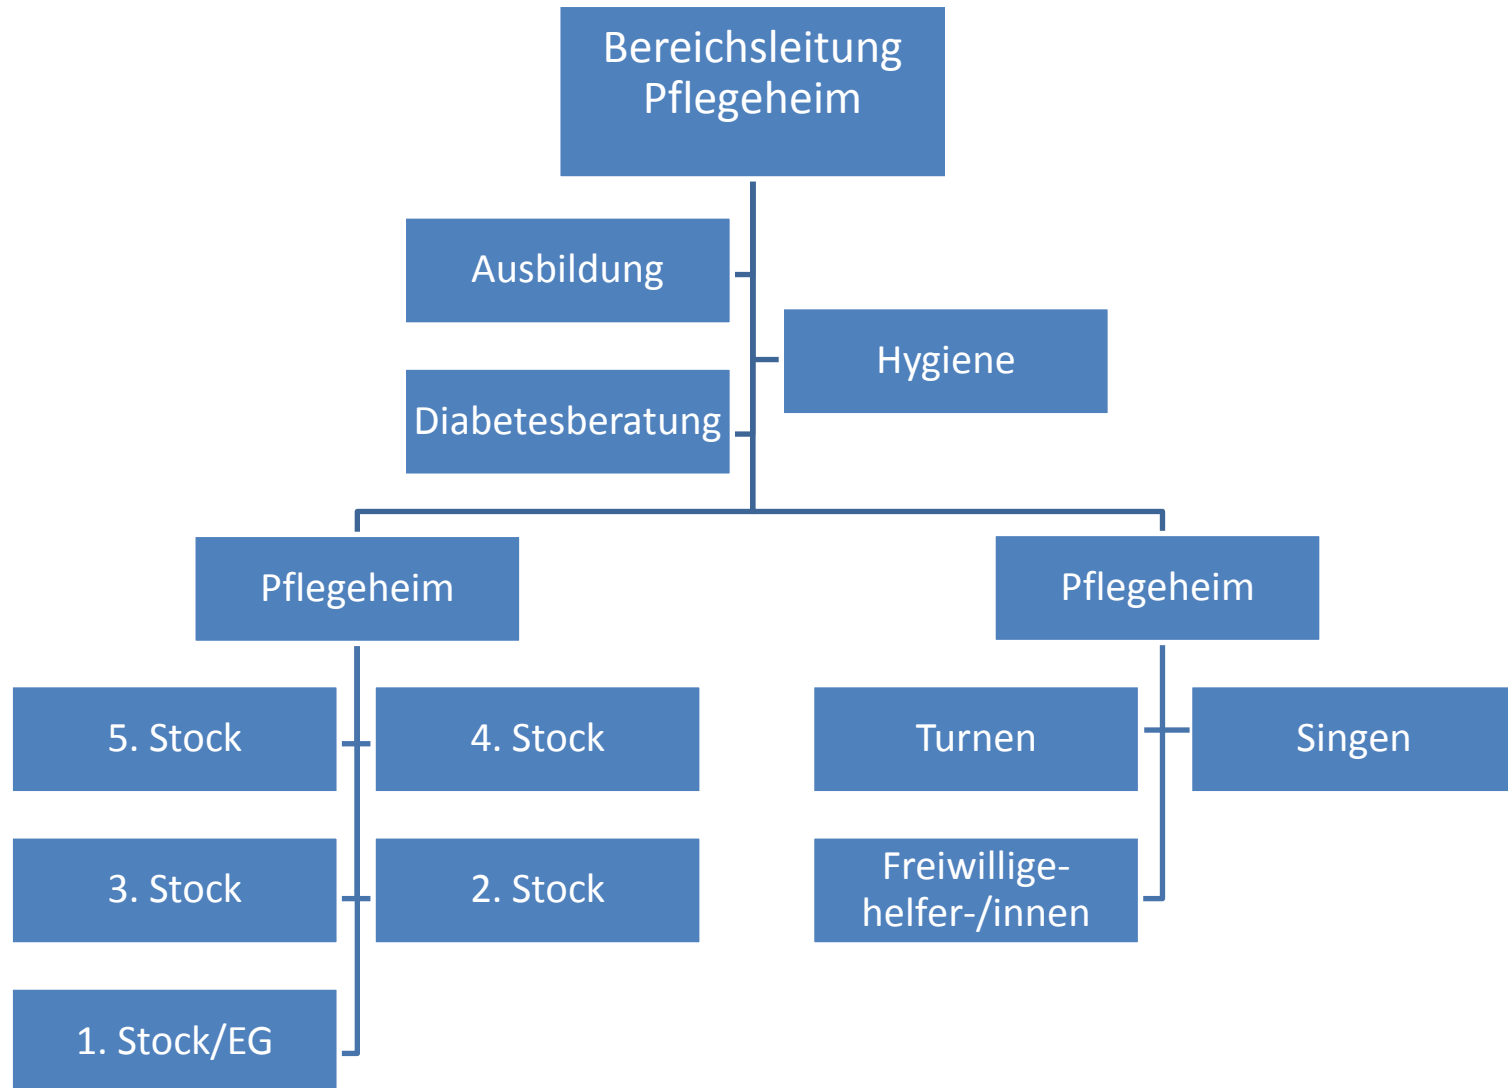 Bereichsleitung
Pflegeheim
Ausbildung
Hygiene
Diabetesberatung
Pflegeheim
Pflegeheim
5. Stock
4. Stock
Turnen
Singen
3. Stock
2. Stock
Freiwillige-
helfer-/innen
1. Stock/EG